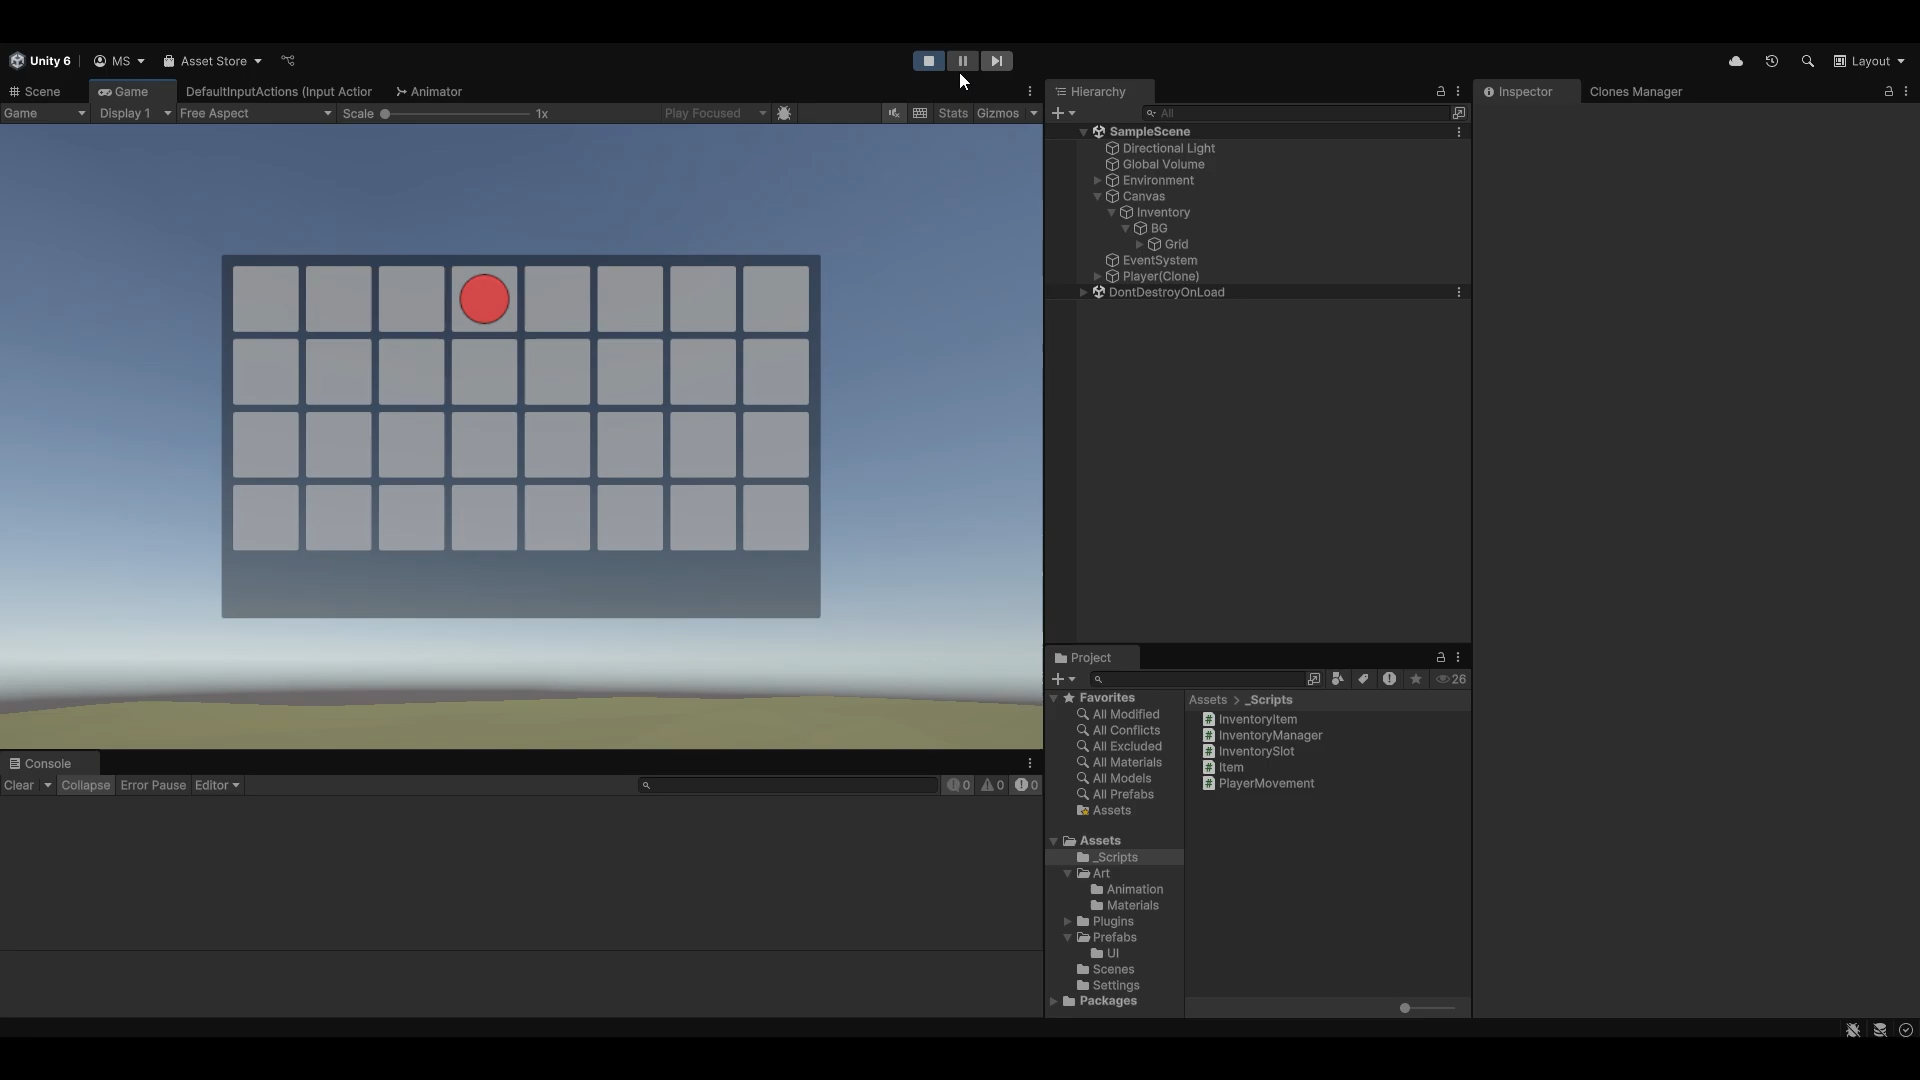 Unity 6
MS
Asset Store
Layout
Scene
Game
DefaultInputActions (Input Action
Animator
Hierarchy
Inspector
Clones Manager
Game
Display 1
Free Aspect
Scale
1x
Play Focused
Stats
Gizmos
All
SampleScene
Directional Light
Global Volume
Environment
Canvas
Inventory
BG
Grid
EventSystem
Player(Clone)
DontDestroyOnLoad
Project
26
Favorites
All Modified
All Conflicts
All Excluded
All Materials
All Models
All Prefabs
Assets
Assets
_Scripts
Art
Animation
Materials
Plugins
Prefabs
UI
Scenes
Settings
Packages
Assets > _Scripts
InventoryItem
InventoryManager
InventorySlot
Item
PlayerMovement
Console
Clear
Collapse
Error Pause
Editor
0
0
0